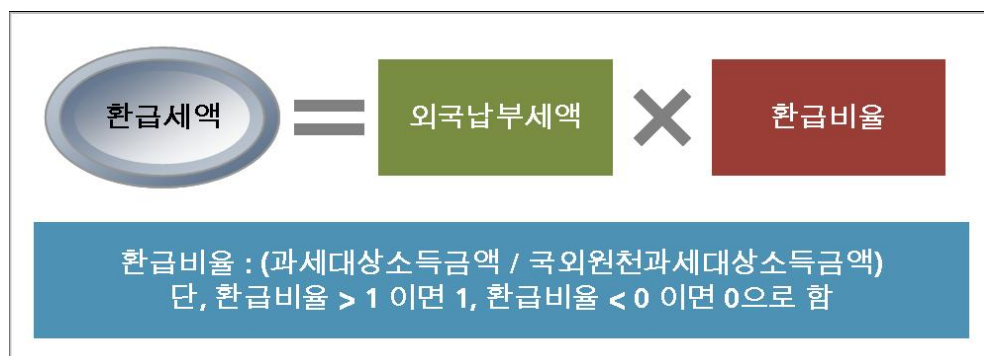 환급세액 = 외국납부세액 × 환급비율
환급비율 : (과세대상소득금액 / 국외원천과세대상소득금액)
단, 환급비율 > 1 이면 1, 환급비율 < 0 이면 0으로 함